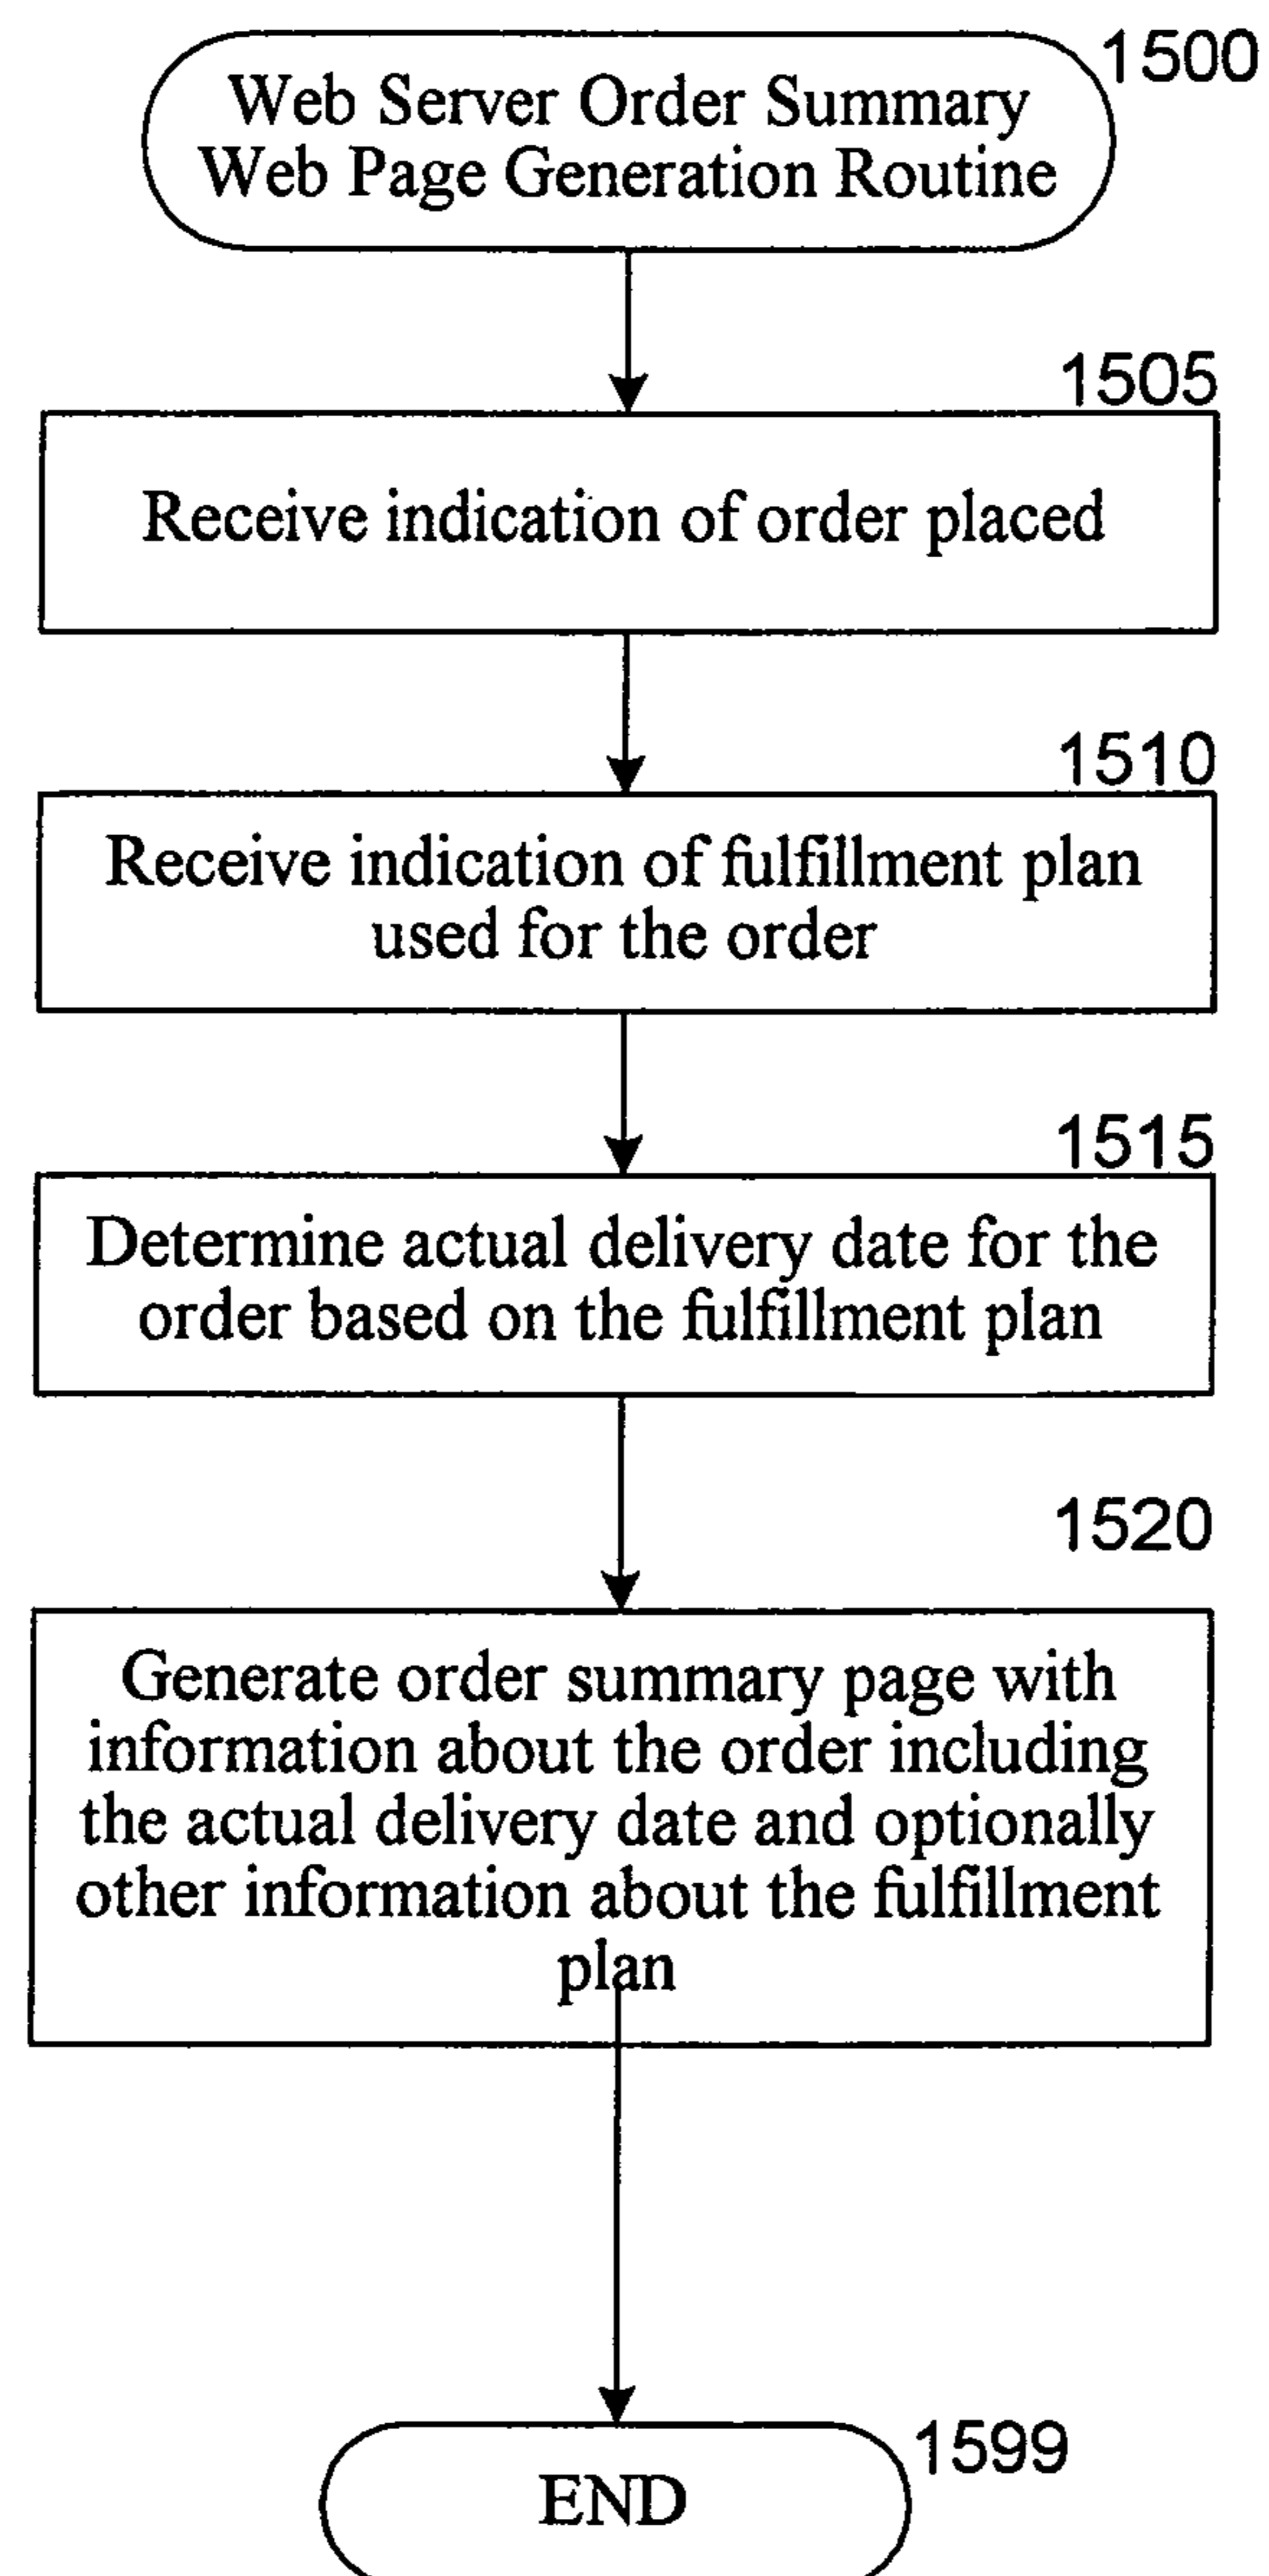 1500
Web Server Order Summary
Web Page Generation Routine
1505
Receive indication of order placed
1510
Receive indication of fulfillment plan
used for the order
1515
Determine actual delivery date for the
order based on the fulfillment plan
1520
Generate order summary page with
information about the order including
the actual delivery date and optionally
other information about the fulfillment
plan
1599
END